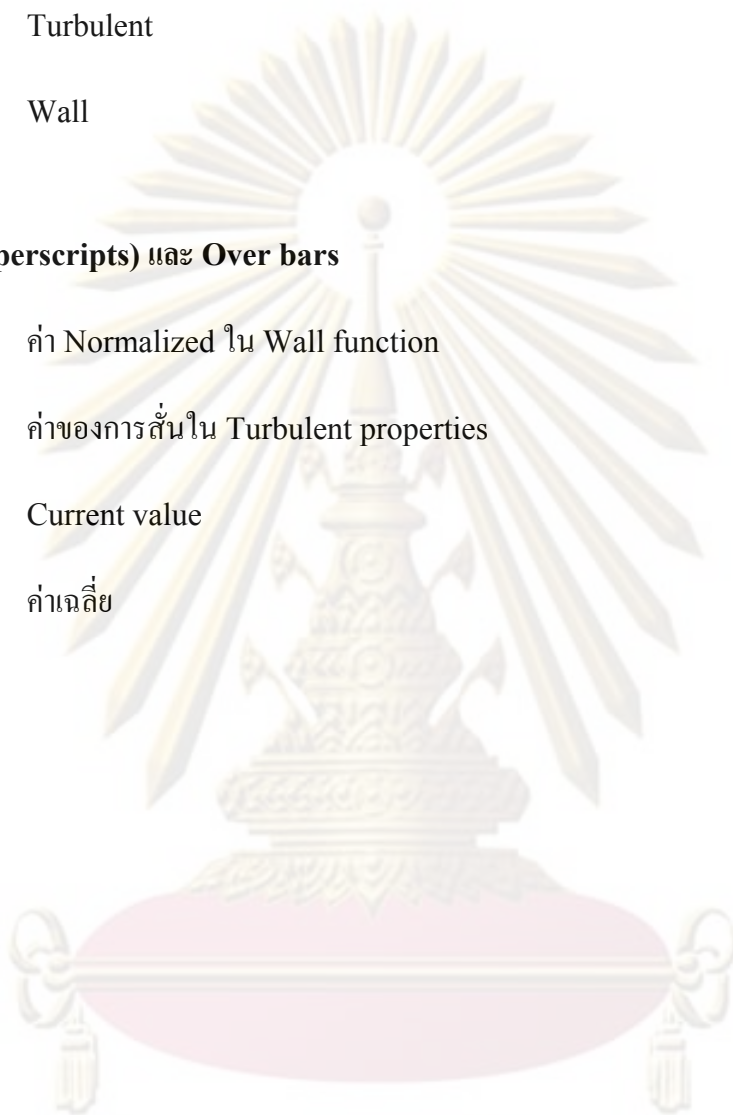 Turbulent
Wall
perscripts) และ Over bars
ค่า Normalized ใน Wall function
ค่าของการสั่นใน Turbulent properties
Current value
ค่าเฉลี่ย